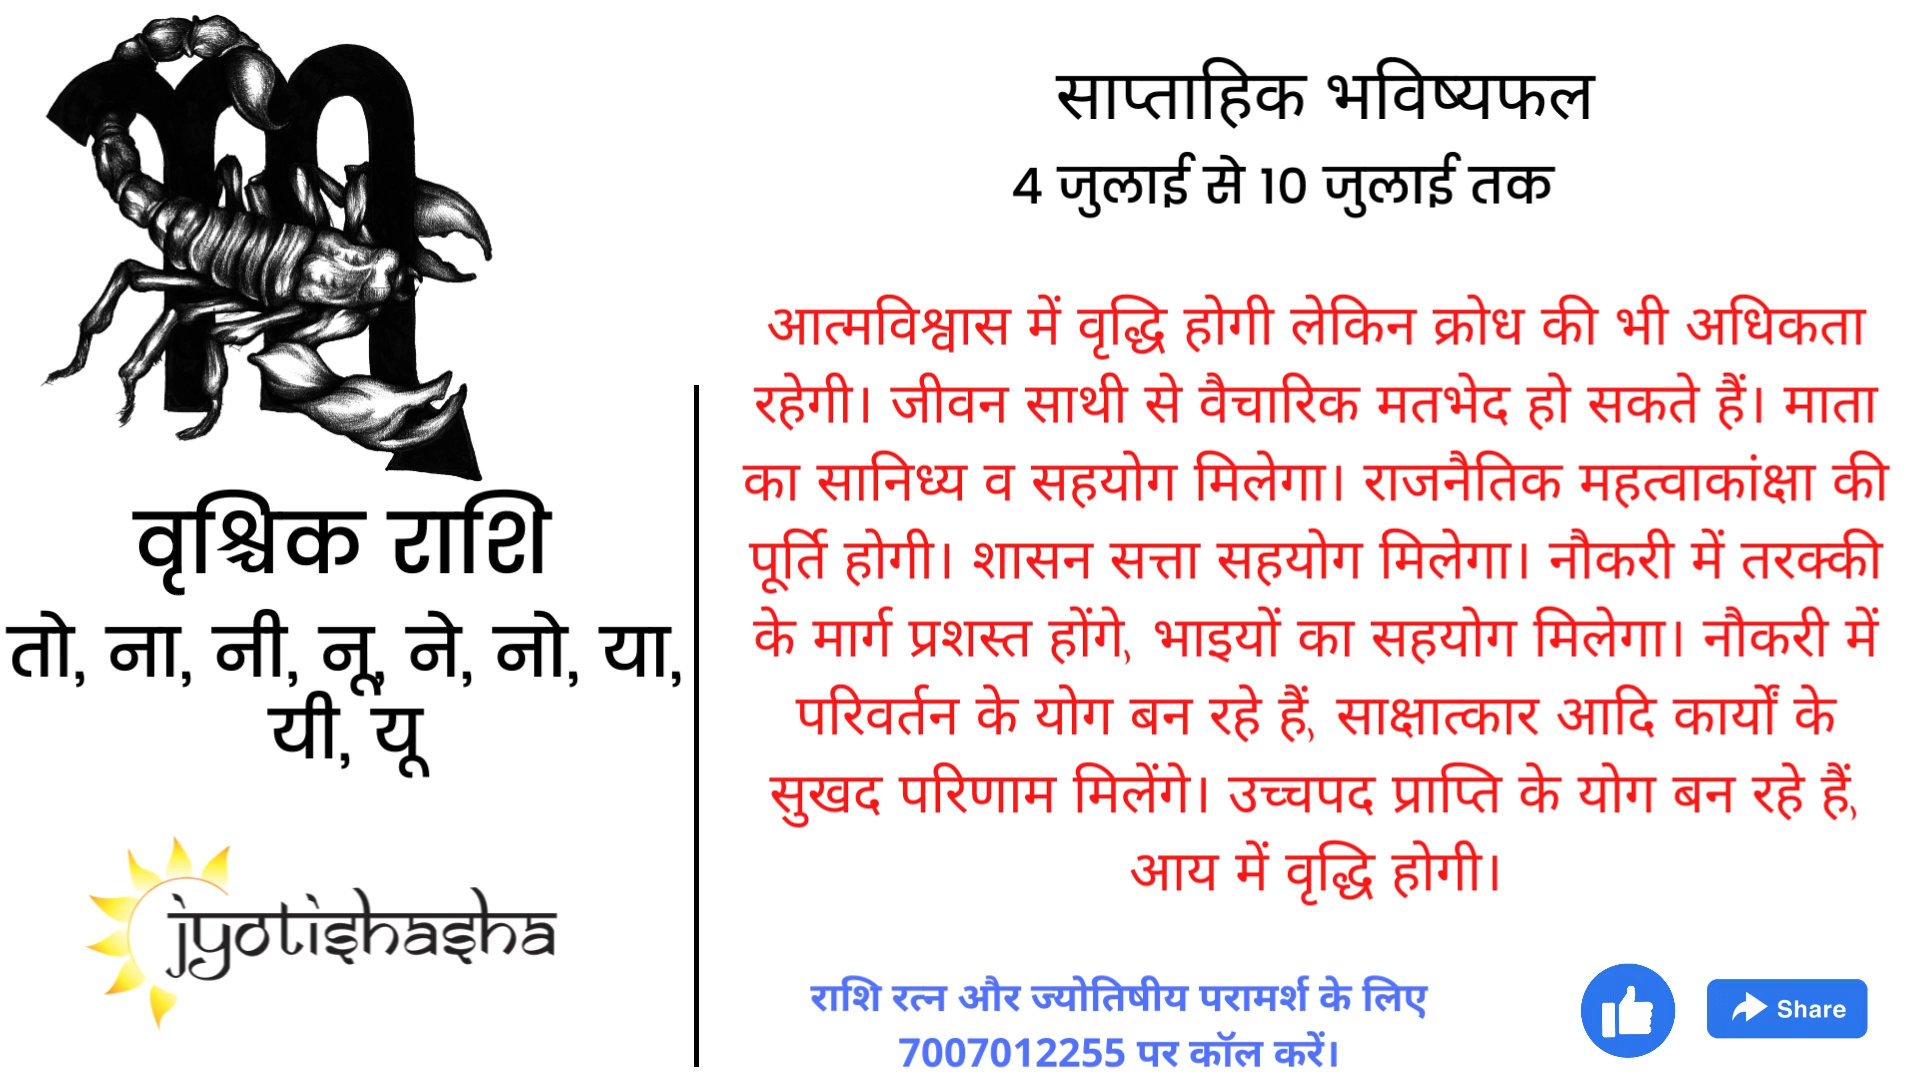 साप्ताहिक भविष्यफल
4 जुलाई से 10 जुलाई तक
वृश्चिक राशि
तो, ना, नी, नू, ने, नो, या,
यी, यू
jyotishasha
आत्मविश्वास में वृद्धि होगी लेकिन क्रोध की भी अधिकता
रहेगी। जीवन साथी से वैचारिक मतभेद हो सकते हैं। माता
का सानिध्य व सहयोग मिलेगा। राजनैतिक महत्वाकांक्षा की
पूर्ति होगी। शासन सत्ता सहयोग मिलेगा। नौकरी में तरक्की
के मार्ग प्रशस्त होंगे, भाइयों का सहयोग मिलेगा। नौकरी में
परिवर्तन के योग बन रहे हैं, साक्षात्कार आदि कार्यों के
सुखद परिणाम मिलेंगे। उच्चपद प्राप्ति के योग बन रहे हैं,
आय में वृद्धि होगी।
राशि रत्न और ज्योतिषीय परामर्श के लिए
7007012255 पर कॉल करें।
Share